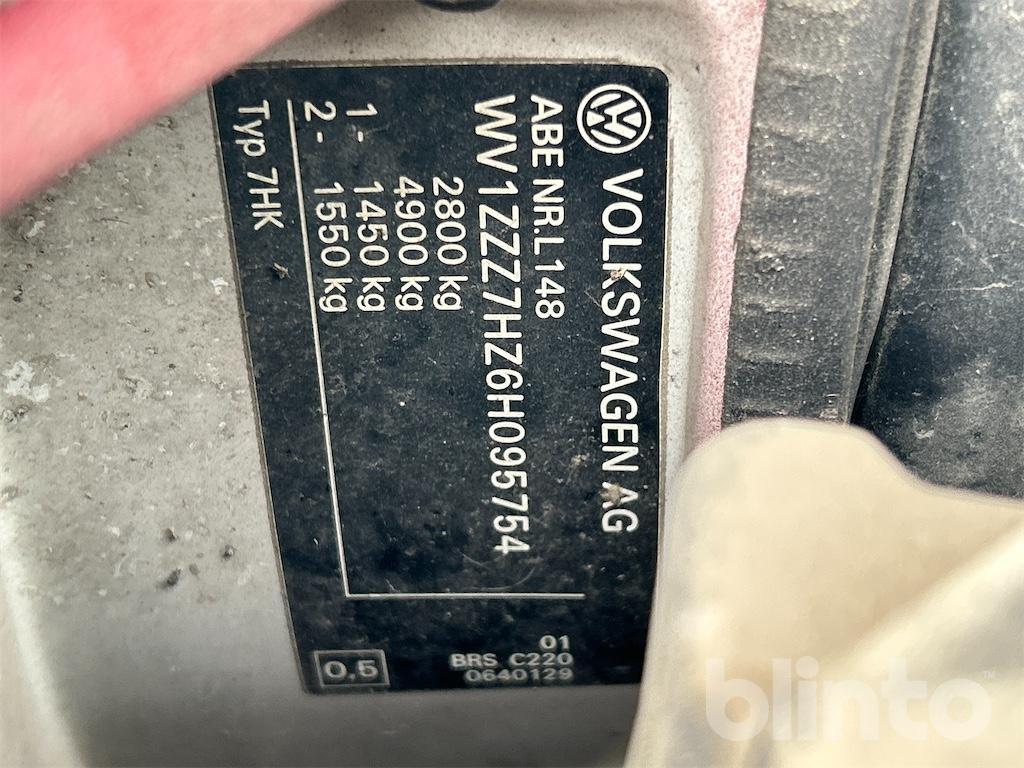 VOLKSWAGEN AG
ABE NR.L148
WV1ZZZ7HZ6H095754
2800 kg
4900 kg
1- 1450 kg
2- 1550 kg
Typ 7HK
01
BRS C220
0640129
0,5
blinto™